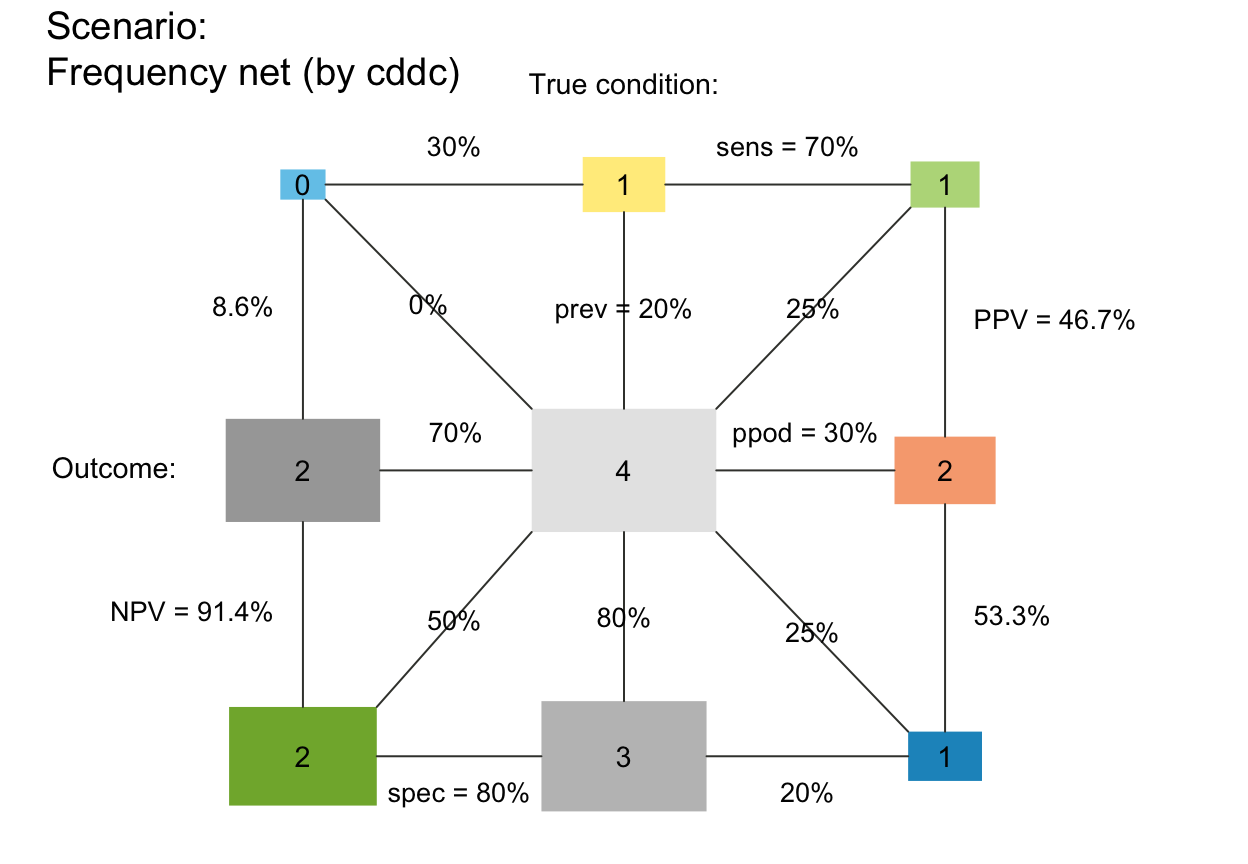 Scenario:
Frequency net (by cddc)
True condition:
30%
sens = 70%
0
1
1
8.6%
0%
prev = 20%
25%
PPV = 46.7%
70%
ppod = 30%
Outcome:
2
4
2
NPV = 91.4%
50%
80%
25%
53.3%
2
3
1
spec = 80%
20%